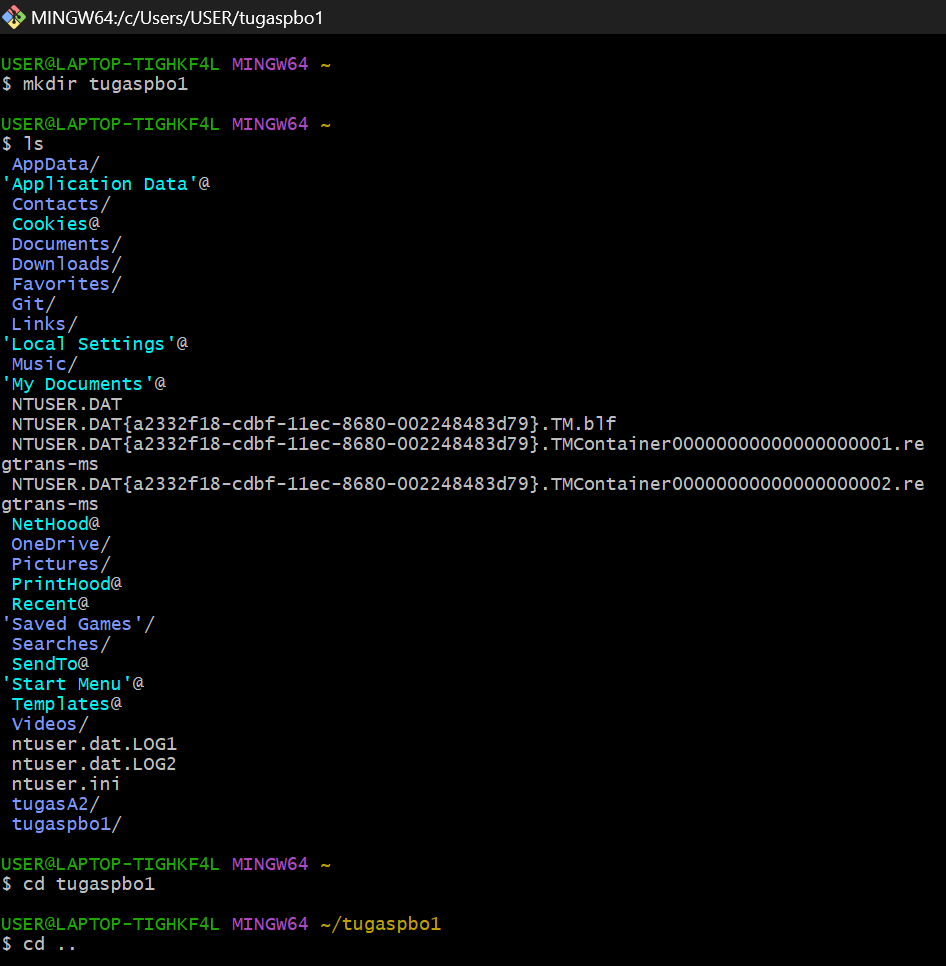 MINGW64:/c/Users/USER/tugaspbo1
USER@LAPTOP-TIGHKF4L MINGW64 ~
$ mkdir tugaspbo1
USER@LAPTOP-TIGHKF4L MINGW64 ~
$ ls
AppData/
'Application Data'@
Contacts/
Cookies@
Documents/
Downloads/
Favorites/
Git/
Links/
'Local Settings'@
Music/
'My Documents'@
NTUSER.DAT
NTUSER.DAT{a2332f18-cdbf-11ec-8680-002248483d79}.TM.blf
NTUSER.DAT{a2332f18-cdbf-11ec-8680-002248483d79}.TMContainer00000000000000000001.re
gtrans-ms
NTUSER.DAT{a2332f18-cdbf-11ec-8680-002248483d79}.TMContainer00000000000000000002.re
gtrans-ms
NetHood@
OneDrive/
Pictures/
PrintHood@
Recent@
'Saved Games'/
Searches/
SendTo@
'Start Menu'@
Templates@
Videos/
ntuser.dat.LOG1
ntuser.dat.LOG2
ntuser.ini
tugasA2/
tugaspbo1/
USER@LAPTOP-TIGHKF4L MINGW64 ~
$ cd tugaspbo1
USER@LAPTOP-TIGHKF4L MINGW64 ~/tugaspbo1
$ cd ..